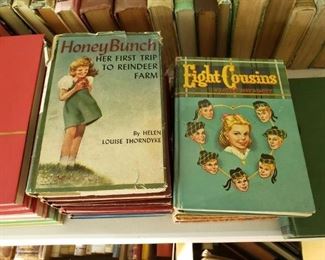 HONEY BUNCH
HER FIRST TRIP
TO REINDEER
FARM
By HELEN
LOUISE THORNDYKE
Eight Cousins